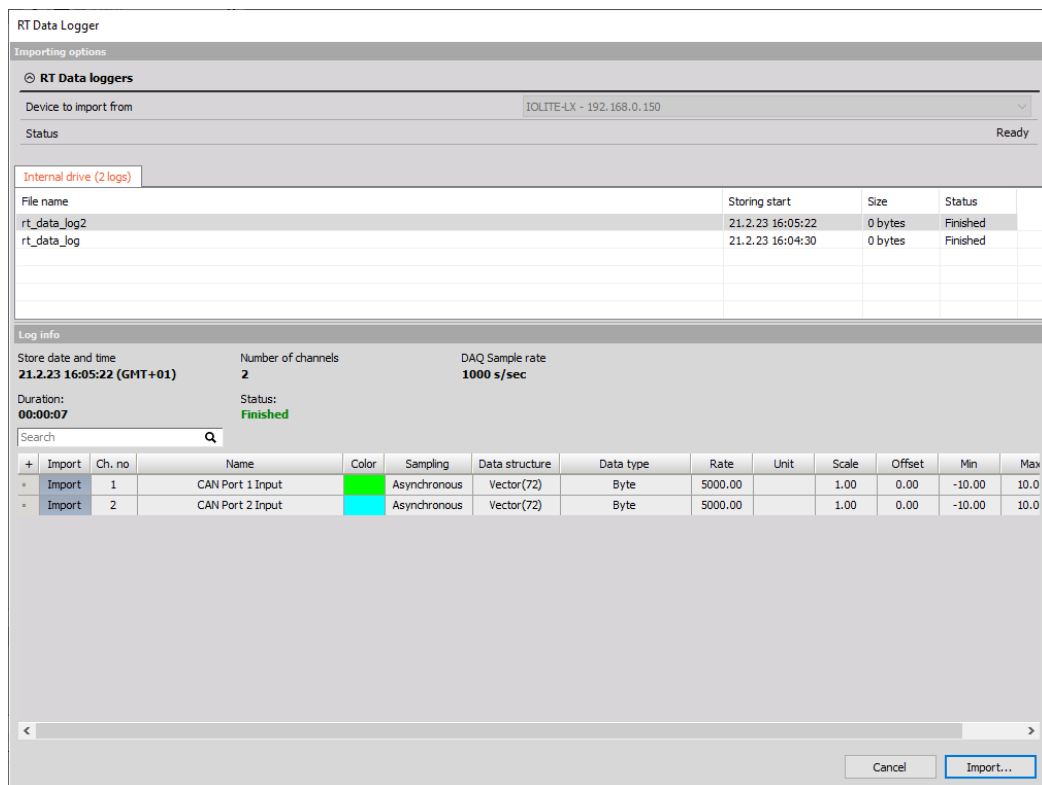 RT Data Logger
Importing options
RT Data loggers
Device to import from IOLITE-LX - 192.168.0.150
Status Ready
Internal drive (2 logs)
File name Storing start Size Status
rt_data_log2 21.2.23 16:05:22 0 bytes Finished
rt_data_log 21.2.23 16:04:30 0 bytes Finished
Log info
Store date and time Number of channels DAQ Sample rate
21.2.23 16:05:22 (GMT+01) 2 1000 s/sec
Duration: Status:
00:00:07 Finished
Search
+ Import Ch. no Name Color Sampling Data structure Data type Rate Unit Scale Offset Min Max
Import 1 CAN Port 1 Input Asynchronous Vector(72) Byte 5000.00 1.00 0.00 -10.00 10.0
Import 2 CAN Port 2 Input Asynchronous Vector(72) Byte 5000.00 1.00 0.00 -10.00 10.0
Cancel Import...